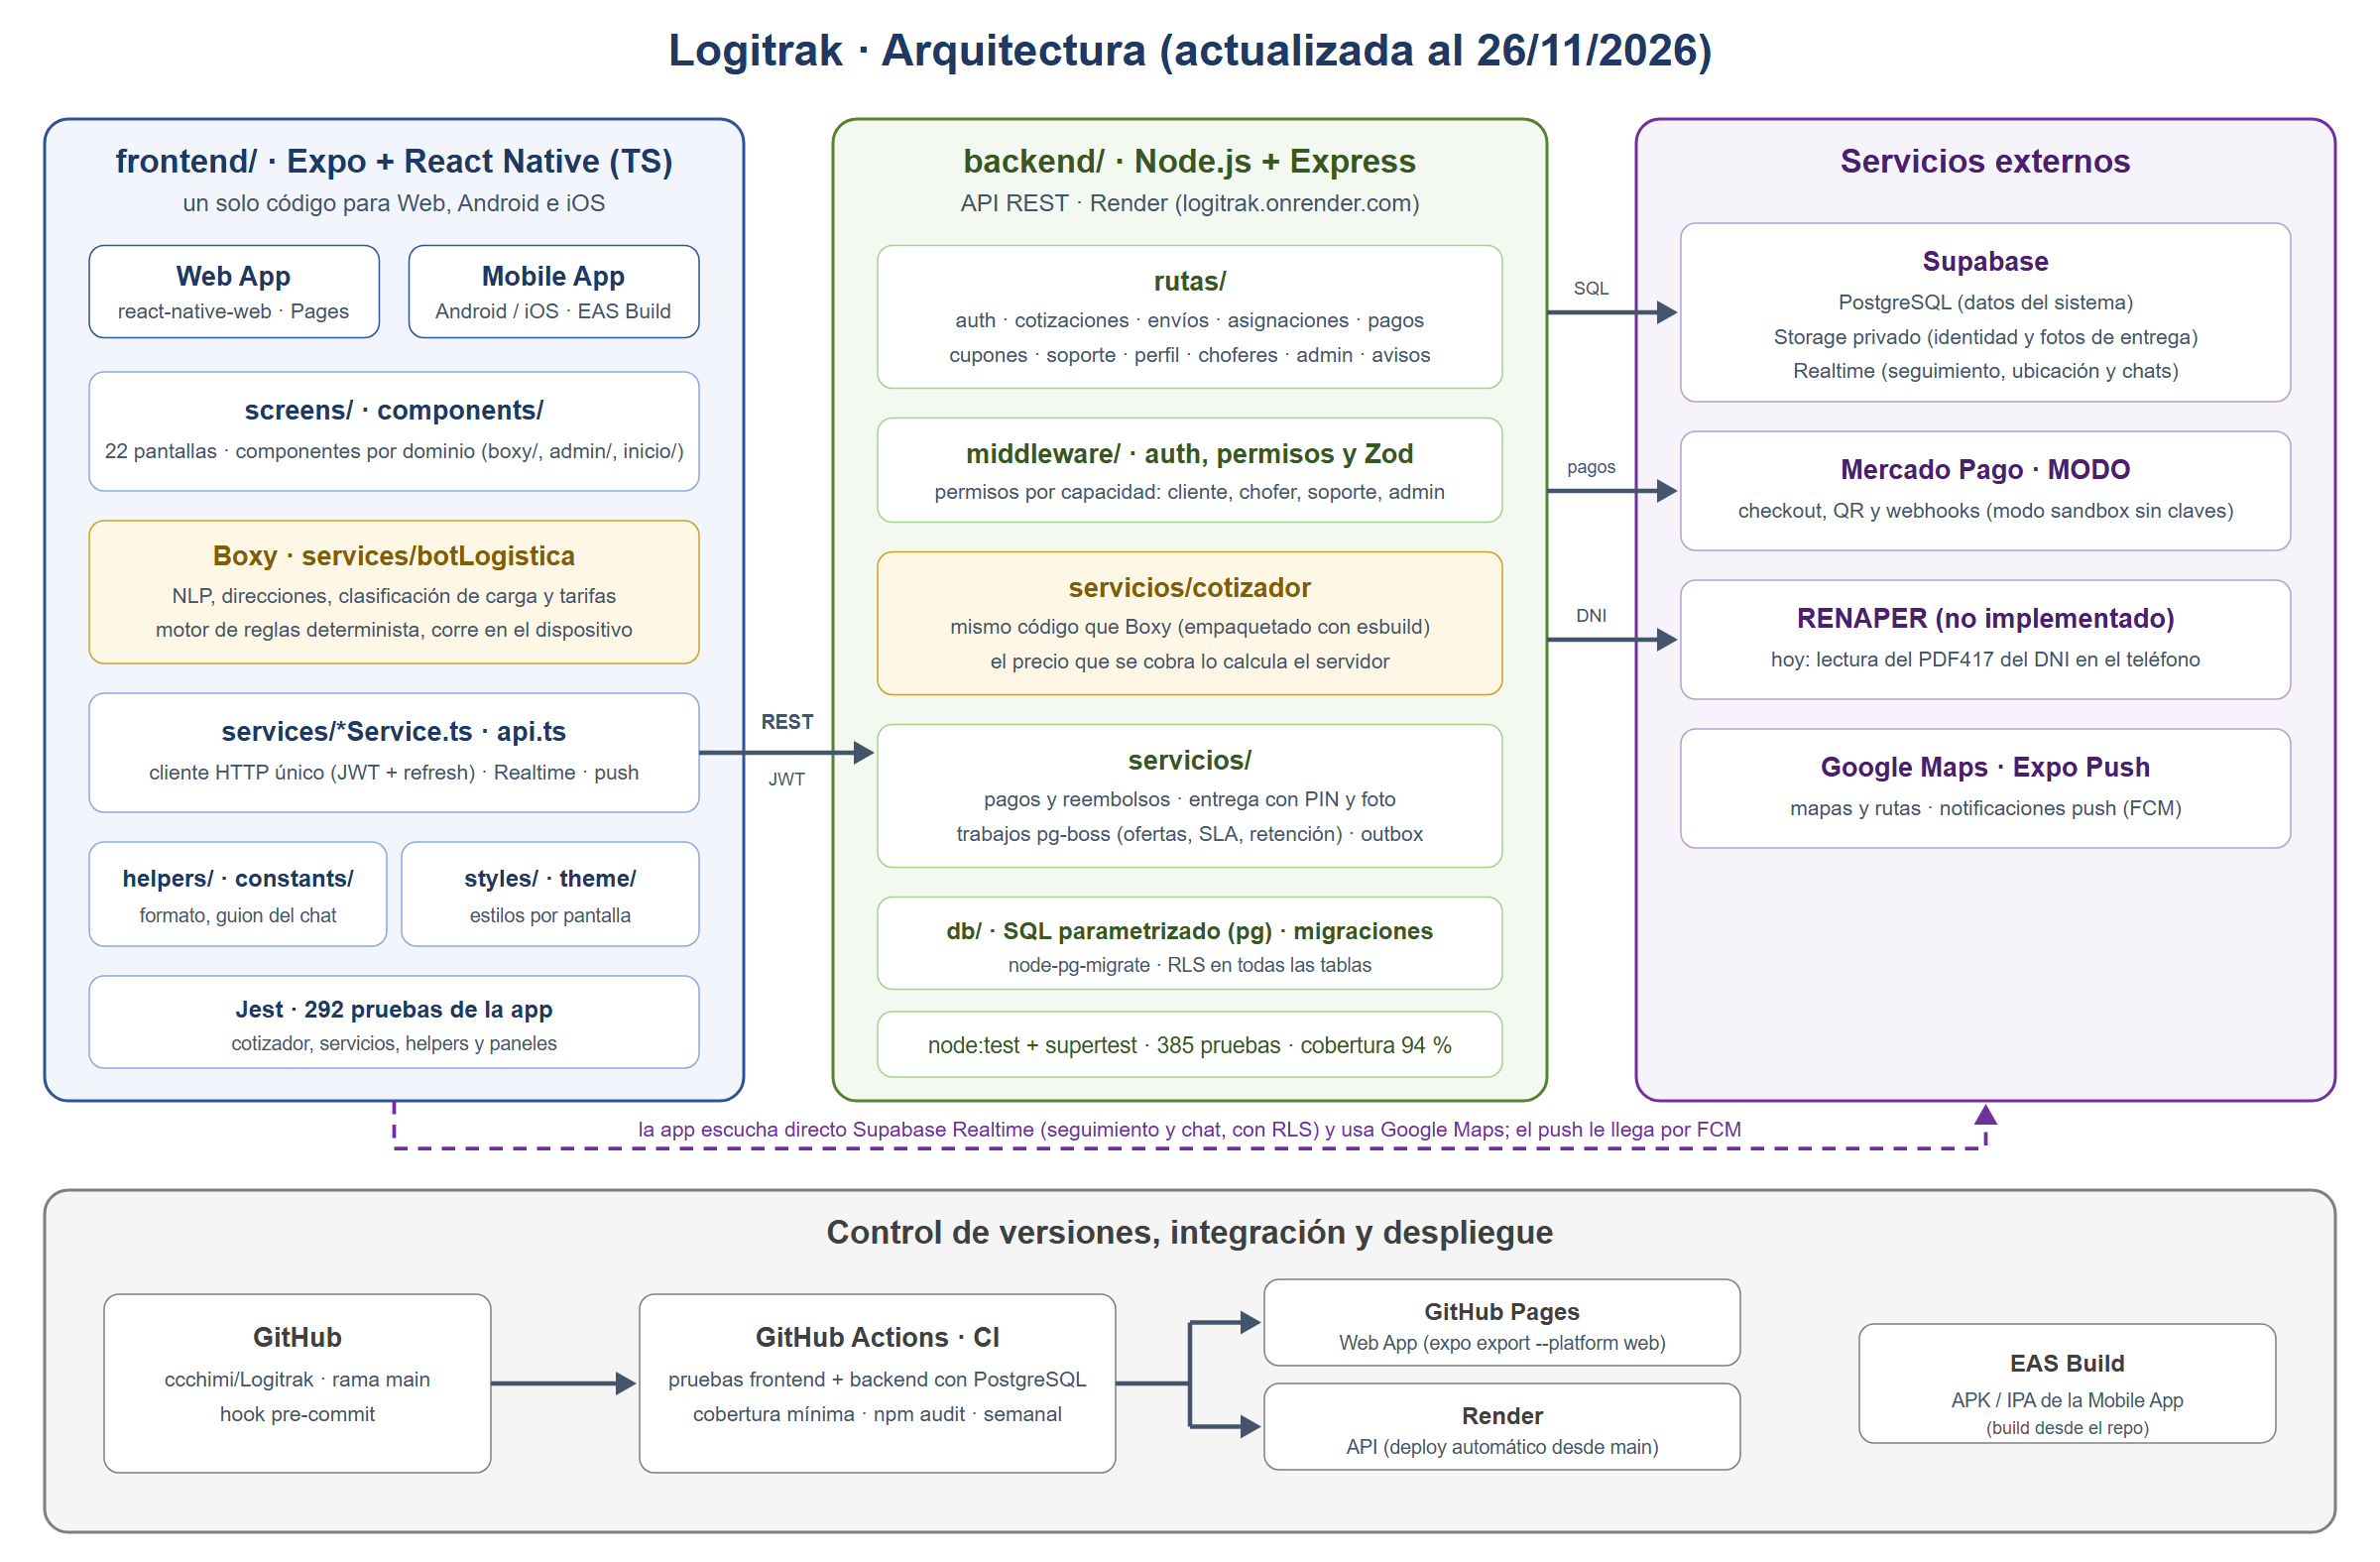 Logitrak · Arquitectura (actualizada al 26/11/2026)
frontend/ · Expo + React Native (TS)
un solo código para Web, Android e iOS
Web App
react-native-web · Pages
Mobile App
Android / iOS · EAS Build
screens/ · components/
22 pantallas · componentes por dominio (boxy/, admin/, inicio/)
Boxy · services/botLogistica
NLP, direcciones, clasificación de carga y tarifas
motor de reglas determinista, corre en el dispositivo
services/*Service.ts · api.ts
cliente HTTP único (JWT + refresh) · Realtime · push
helpers/ · constants/
formato, guion del chat
styles/ · theme/
estilos por pantalla
Jest · 292 pruebas de la app
cotizador, servicios, helpers y paneles
REST
JWT
backend/ · Node.js + Express
API REST · Render (logitrak.onrender.com)
rutas/
auth · cotizaciones · envíos · asignaciones · pagos
cupones · soporte · perfil · choferes · admin · avisos
middleware/ · auth, permisos y Zod
permisos por capacidad: cliente, chofer, soporte, admin
servicios/cotizador
mismo código que Boxy (empaquetado con esbuild)
el precio que se cobra lo calcula el servidor
servicios/
pagos y reembolsos · entrega con PIN y foto
trabajos pg-boss (ofertas, SLA, retención) · outbox
db/ · SQL parametrizado (pg) · migraciones
node-pg-migrate · RLS en todas las tablas
node:test + supertest · 385 pruebas · cobertura 94 %
SQL
pagos
DNI
Servicios externos
Supabase
PostgreSQL (datos del sistema)
Storage privado (identidad y fotos de entrega)
Realtime (seguimiento, ubicación y chats)
Mercado Pago · MODO
checkout, QR y webhooks (modo sandbox sin claves)
RENAPER (no implementado)
hoy: lectura del PDF417 del DNI en el teléfono
Google Maps · Expo Push
mapas y rutas · notificaciones push (FCM)
la app escucha directo Supabase Realtime (seguimiento y chat, con RLS) y usa Google Maps; el push le llega por FCM
Control de versiones, integración y despliegue
GitHub
ccchimi/Logitrak · rama main
hook pre-commit
GitHub Actions · CI
pruebas frontend + backend con PostgreSQL
cobertura mínima · npm audit · semanal
GitHub Pages
Web App (expo export --platform web)
Render
API (deploy automático desde main)
EAS Build
APK / IPA de la Mobile App
(build desde el repo)